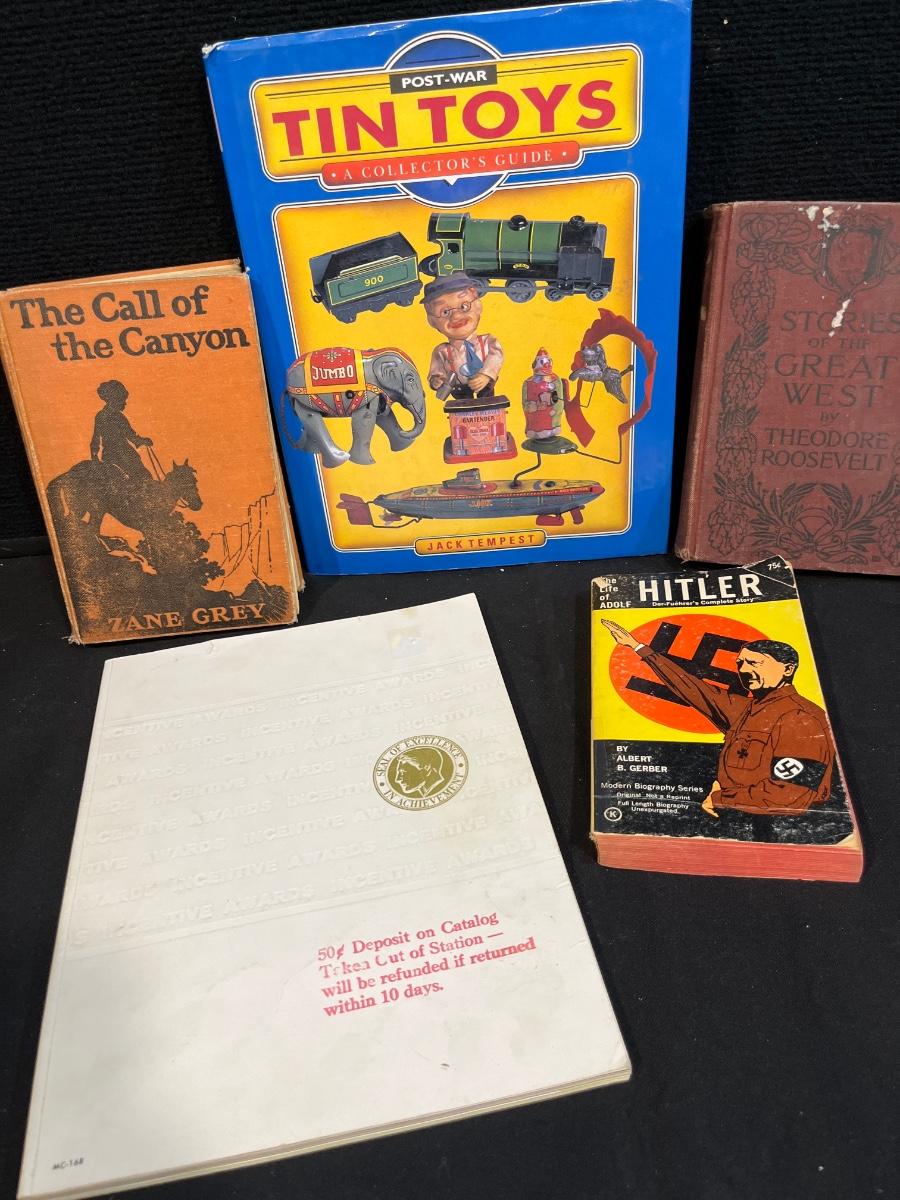 The Call of
the Canyon
ZANE GREY
POST-WAR
TIN TOYS
• A COLLECTOR'S GUIDE •
900
JUMBO
BARTENDER
JACK TEMPEST
STORIES
OF THE
GREAT
WEST
BY
THEODORE
ROOSEVELT
INCENTIVE AWARDS INCENTIVE AWARDS INCENTIVE
SEAL OF EXCELLENCE
IN ACHIEVEMENT
50¢ Deposit on Catalog
Taken Out of Station —
will be refunded if returned
within 10 days.
MC-168
75¢
The
Life
of
ADOLF
HITLER
Der-Fuehrer's Complete Story
BY
ALBERT
B. GERBER
Modern Biography Series
Original Not a Reprint
Full Length Biography
Unexpurgated
K